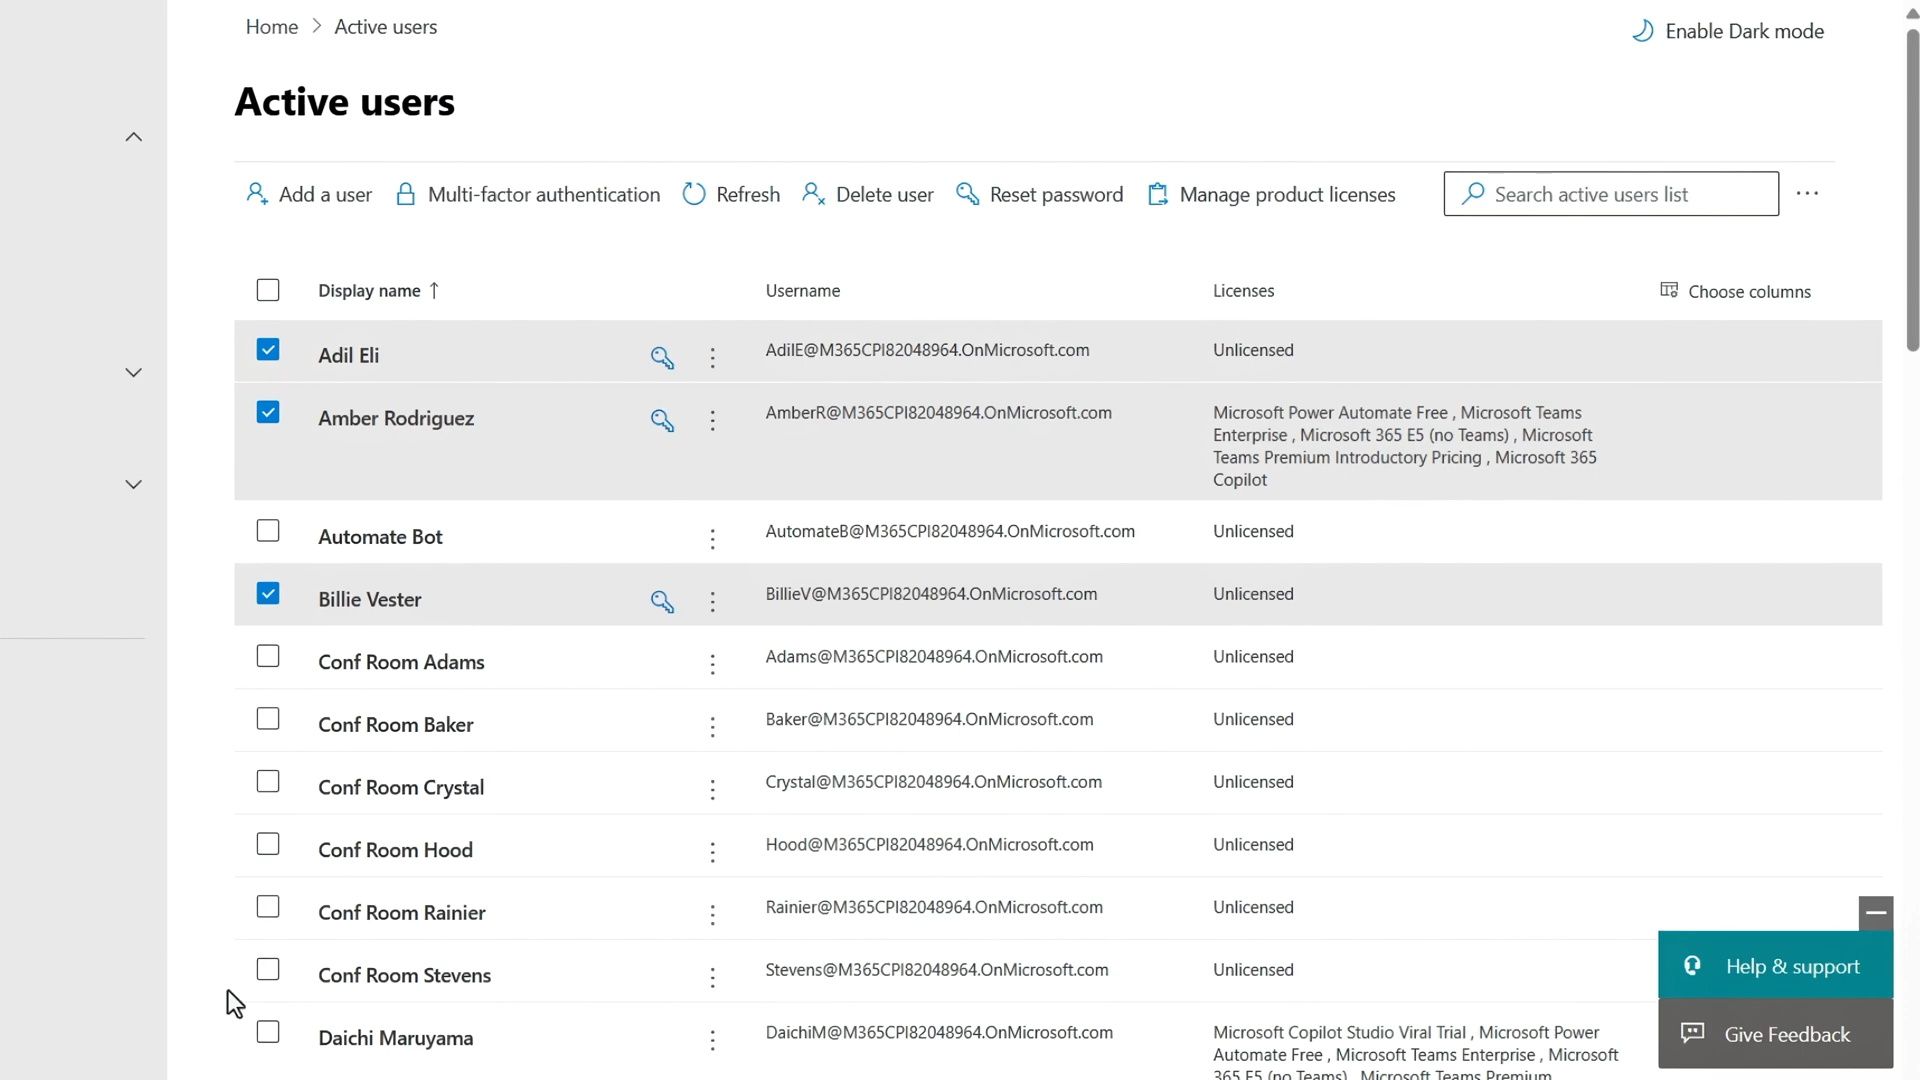 Home > Active users
Enable Dark mode
Active users
Add a user
Multi-factor authentication
Refresh
Delete user
Reset password
Manage product licenses
Search active users list
Display name ↑
Username
Licenses
Choose columns
Adil Eli
AdilE@M365CPI82048964.OnMicrosoft.com
Unlicensed
Amber Rodriguez
AmberR@M365CPI82048964.OnMicrosoft.com
Microsoft Power Automate Free , Microsoft Teams
Enterprise , Microsoft 365 E5 (no Teams) , Microsoft
Teams Premium Introductory Pricing , Microsoft 365
Copilot
Automate Bot
AutomateB@M365CPI82048964.OnMicrosoft.com
Unlicensed
Billie Vester
BillieV@M365CPI82048964.OnMicrosoft.com
Unlicensed
Conf Room Adams
Adams@M365CPI82048964.OnMicrosoft.com
Unlicensed
Conf Room Baker
Baker@M365CPI82048964.OnMicrosoft.com
Unlicensed
Conf Room Crystal
Crystal@M365CPI82048964.OnMicrosoft.com
Unlicensed
Conf Room Hood
Hood@M365CPI82048964.OnMicrosoft.com
Unlicensed
Conf Room Rainier
Rainier@M365CPI82048964.OnMicrosoft.com
Unlicensed
Conf Room Stevens
Stevens@M365CPI82048964.OnMicrosoft.com
Unlicensed
Daichi Maruyama
DaichiM@M365CPI82048964.OnMicrosoft.com
Microsoft Copilot Studio Viral Trial , Microsoft Power
Automate Free , Microsoft Teams Enterprise , Microsoft
365 E5 (no Teams) , Microsoft Teams Premium
Help & support
Give Feedback